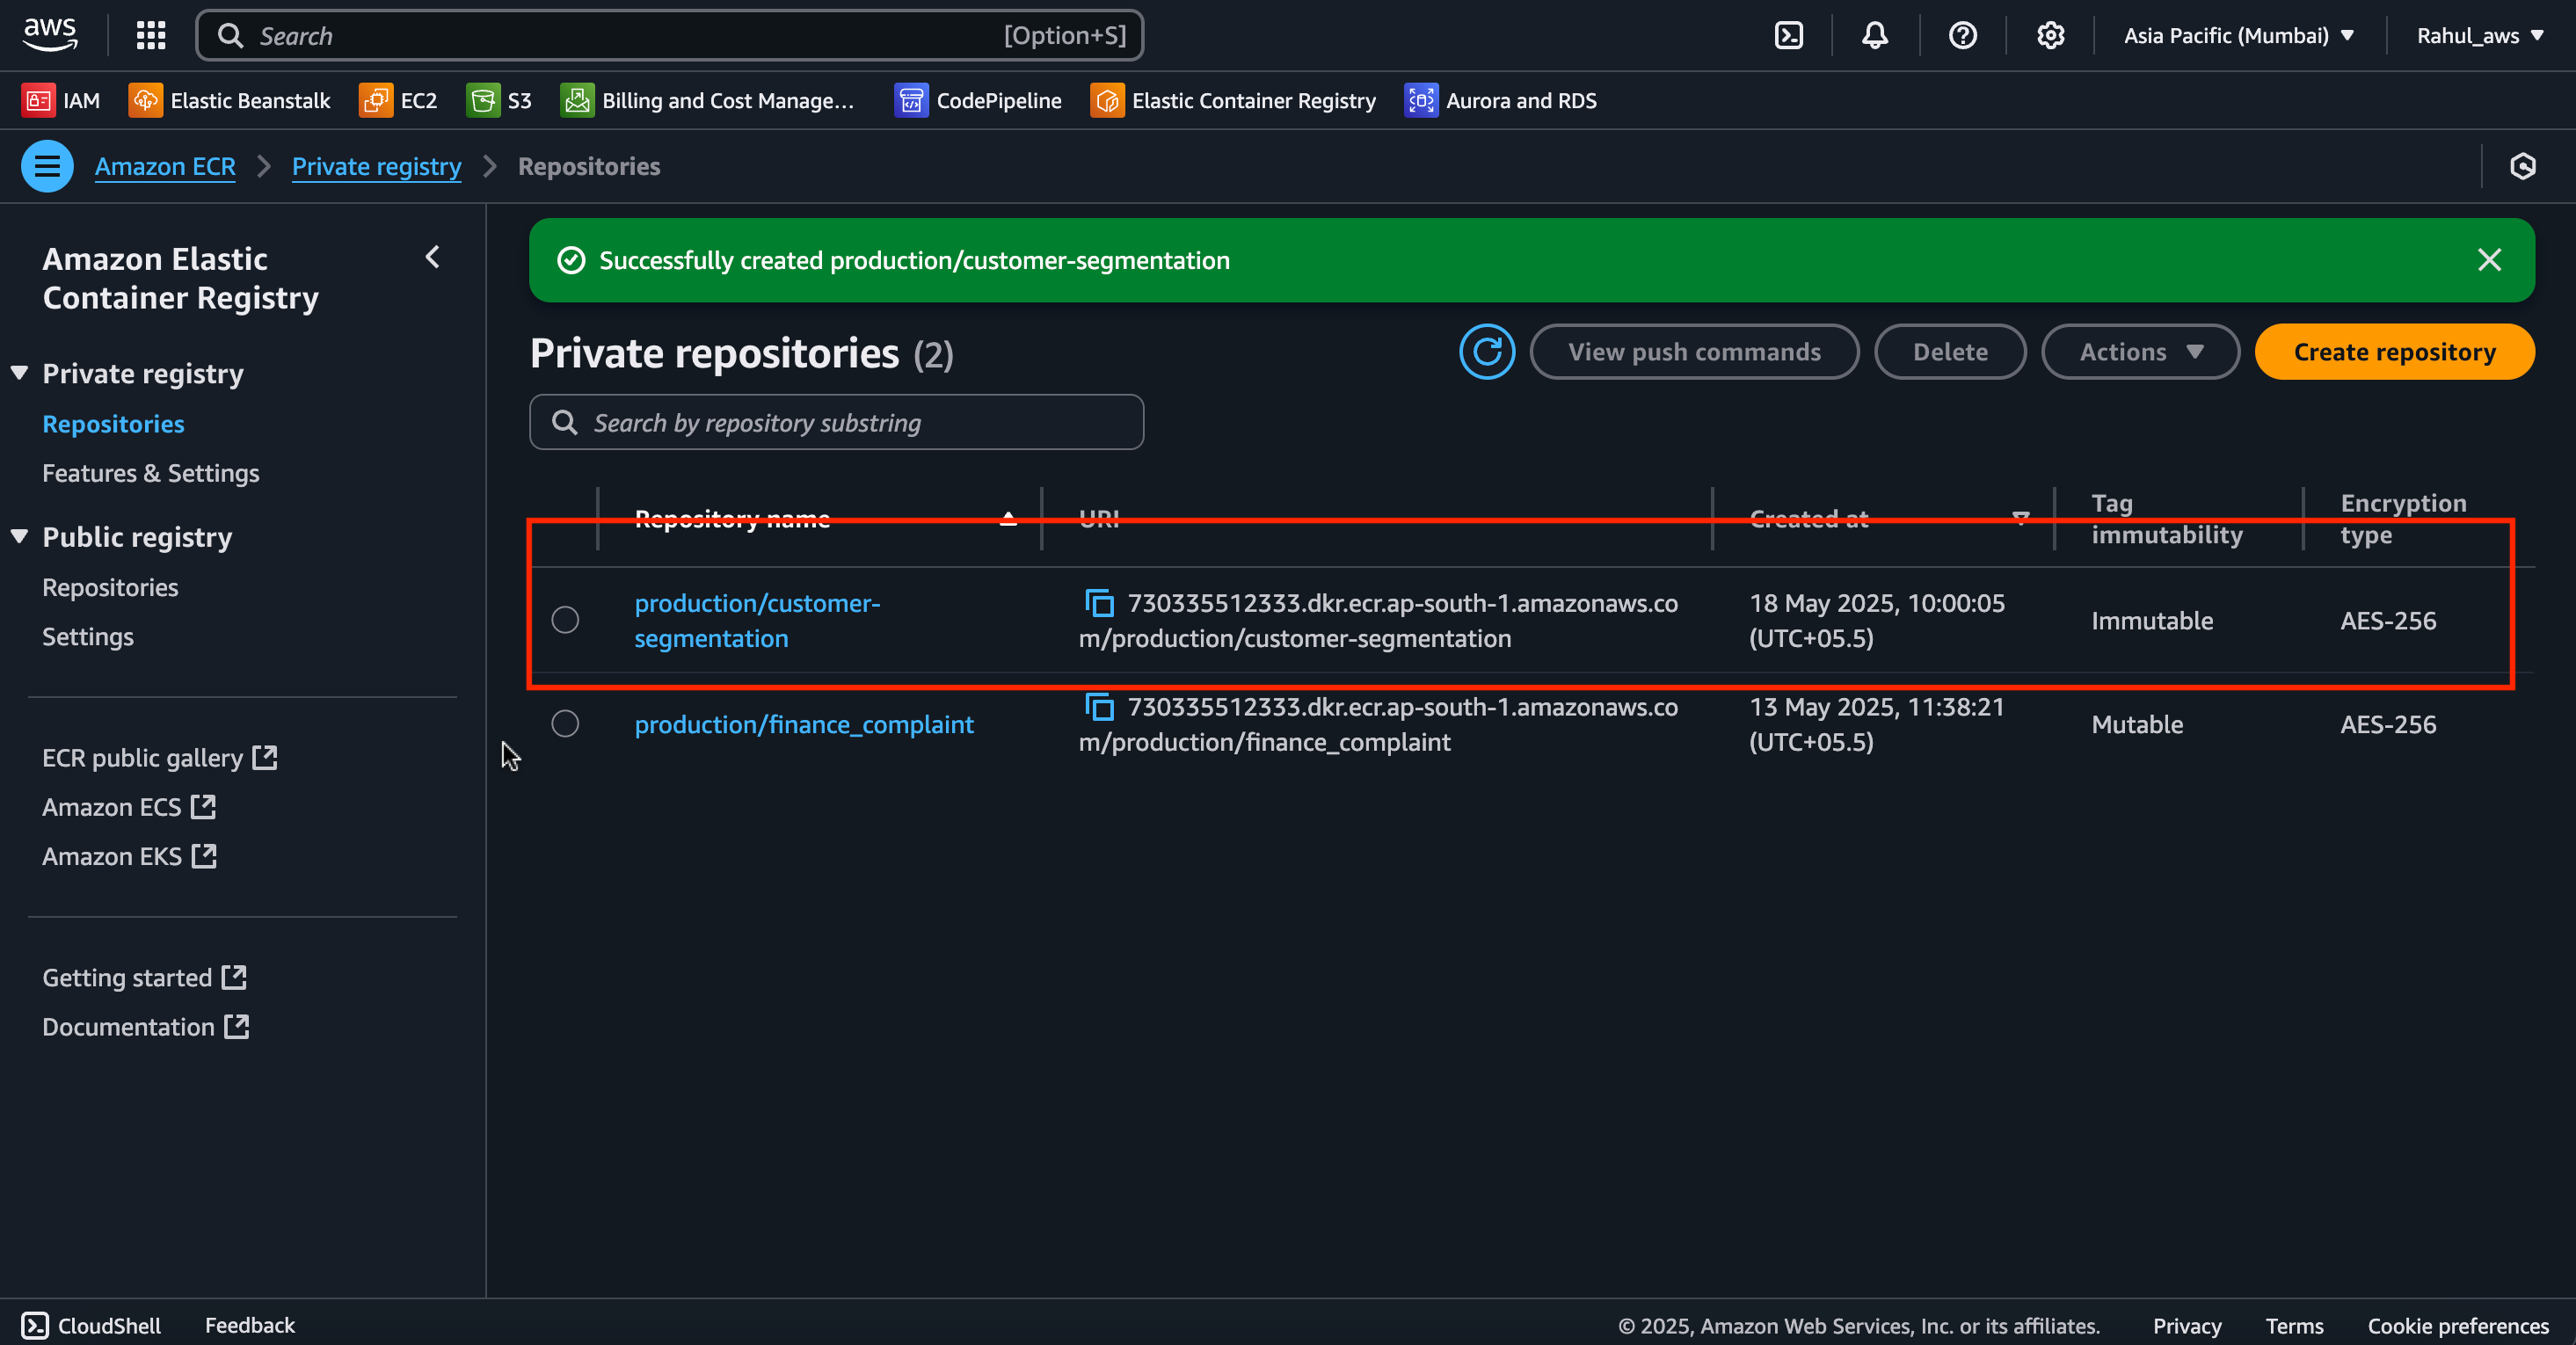 aws
Search [Option+S]
Asia Pacific (Mumbai)
Rahul_aws
IAM
Elastic Beanstalk
EC2
S3
Billing and Cost Manage...
CodePipeline
Elastic Container Registry
Aurora and RDS
Amazon ECR
Private registry
Repositories
Amazon Elastic
Container Registry
Private registry
Repositories
Features & Settings
Public registry
Repositories
Settings
ECR public gallery
Amazon ECS
Amazon EKS
Getting started
Documentation
Successfully created production/customer-segmentation
Private repositories (2)
View push commands
Delete
Actions
Create repository
Search by repository substring
Repository name
URI
Created at
Tag
immutability
Encryption
type
production/customer-
segmentation
730335512333.dkr.ecr.ap-south-1.amazonaws.co
m/production/customer-segmentation
18 May 2025, 10:00:05
(UTC+05.5)
Immutable
AES-256
production/finance_complaint
730335512333.dkr.ecr.ap-south-1.amazonaws.co
m/production/finance_complaint
13 May 2025, 11:38:21
(UTC+05.5)
Mutable
AES-256
CloudShell
Feedback
© 2025, Amazon Web Services, Inc. or its affiliates.
Privacy
Terms
Cookie preferences